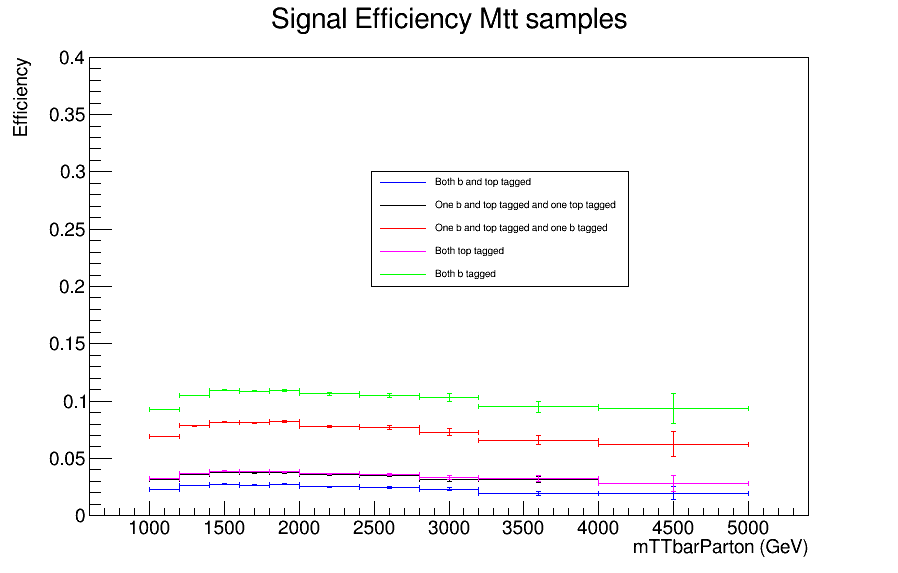 Signal Efficiency Mtt samples
Efficiency
0.4
0.35
0.3
0.25
0.2
0.15
0.1
0.05
0
Both b and top tagged
One b and top tagged and one top tagged
One b and top tagged and one b tagged
Both top tagged
Both b tagged
1000 1500 2000 2500 3000 3500 4000 4500 5000
mTTbarParton (GeV)